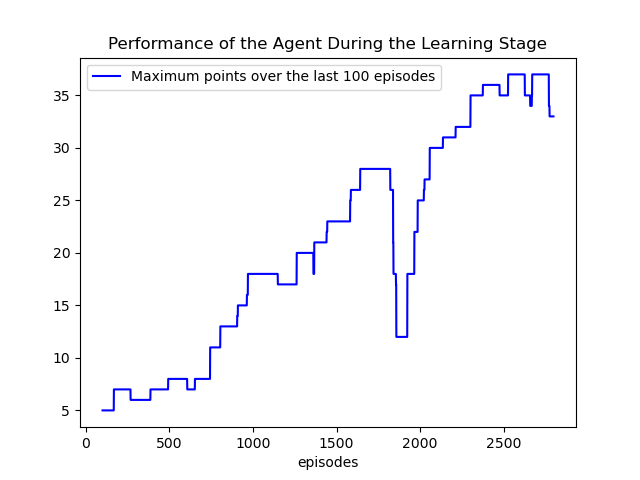 Performance of the Agent During the Learning Stage
Maximum points over the last 100 episodes
35
30
25
20
15
10
5
0 500 1000 1500 2000 2500
episodes